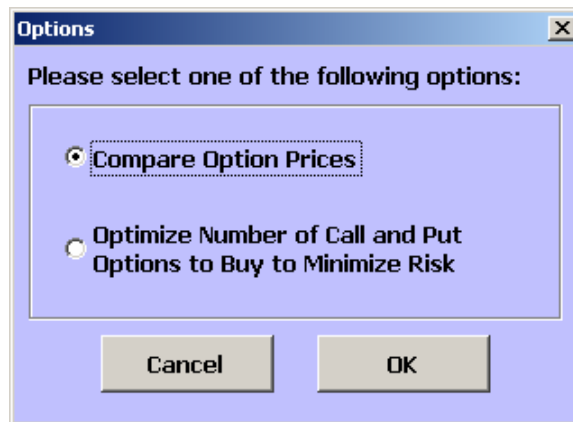 Options
Please select one of the following options:
Compare Option Prices
Optimize Number of Call and Put
Options to Buy to Minimize Risk
Cancel OK